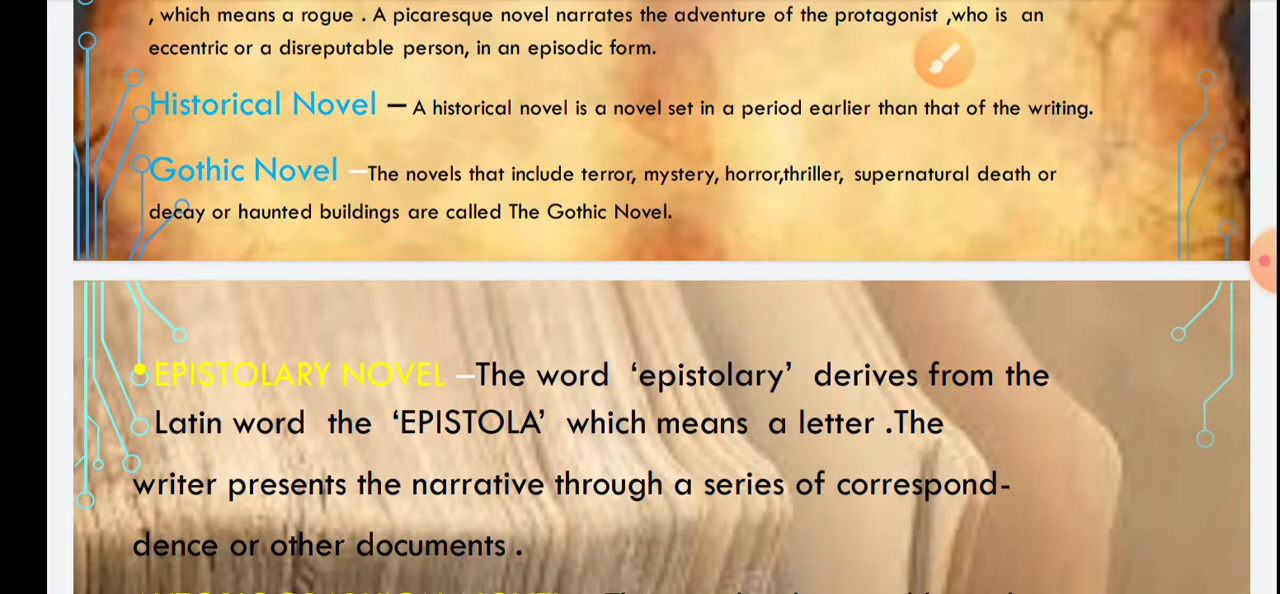 , which means a rogue . A picaresque novel narrates the adventure of the protagonist ,who is an
eccentric or a disreputable person, in an episodic form.
Historical Novel – A historical novel is a novel set in a period earlier than that of the writing.
Gothic Novel –The novels that include terror, mystery, horror,thriller, supernatural death or
decay or haunted buildings are called The Gothic Novel.
• EPISTOLARY NOVEL –The word ‘epistolary’ derives from the
Latin word the ‘EPISTOLA’ which means a letter .The
writer presents the narrative through a series of correspond-
dence or other documents .